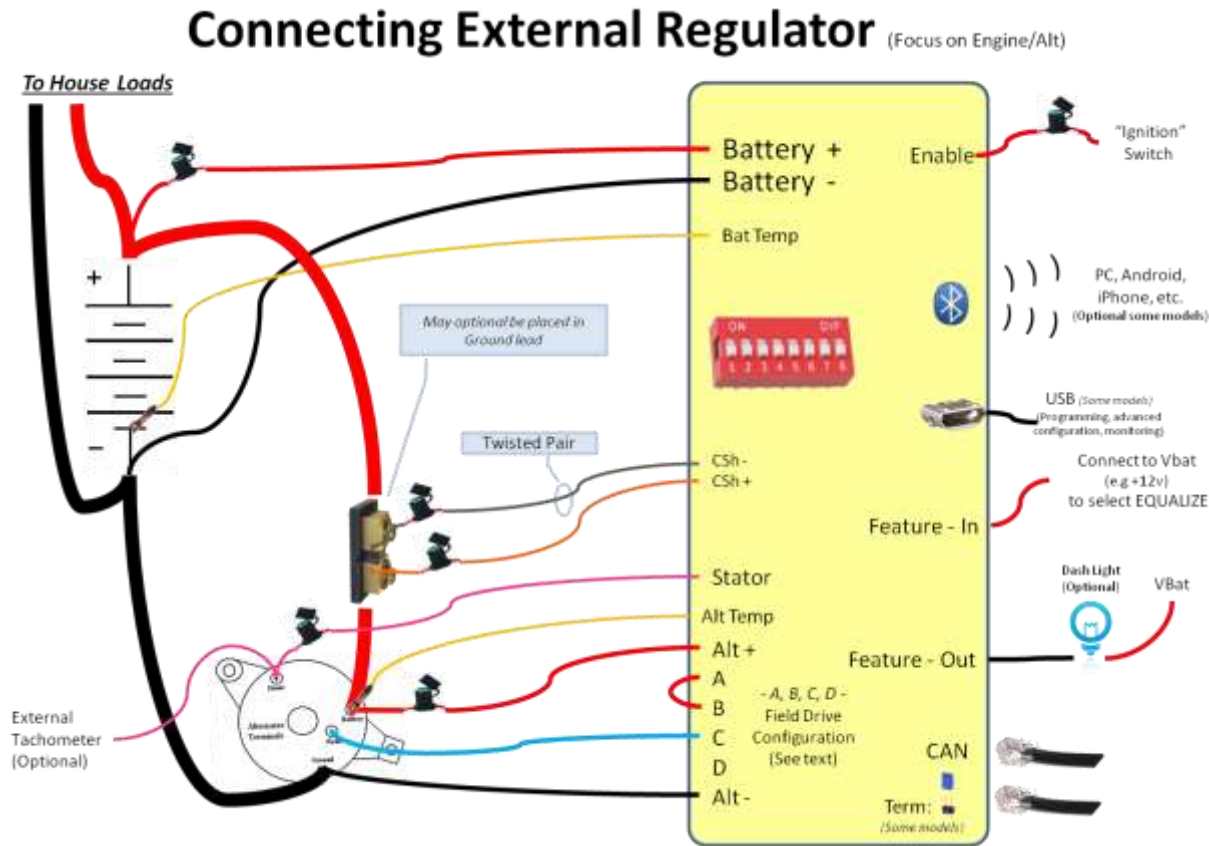 Connecting External Regulator (Focus on Engine/Alt)
To House Loads
Battery +
Battery -
Bat Temp
Enable
"Ignition"
Switch
PC, Android,
iPhone, etc.
(Optional some models)
+
-
May optional be placed in
Ground lead
ON DIP
1 2 3 4 5 6 7 8
USB (Some models)
(Programming, advanced
configuration, monitoring)
Twisted Pair
CSh -
CSh +
Connect to Vbat
(e.g +12v)
to select EQUALIZE
Feature - In
Stator
Alt Temp
Alt +
A
B
C
D
Alt -
- A, B, C, D -
Field Drive
Configuration
(See text)
Dash Light
(Optional)
VBat
Feature - Out
External
Tachometer
(Optional)
Alternator
Terminals
Battery
Ground
CAN
Term:
(Some models)